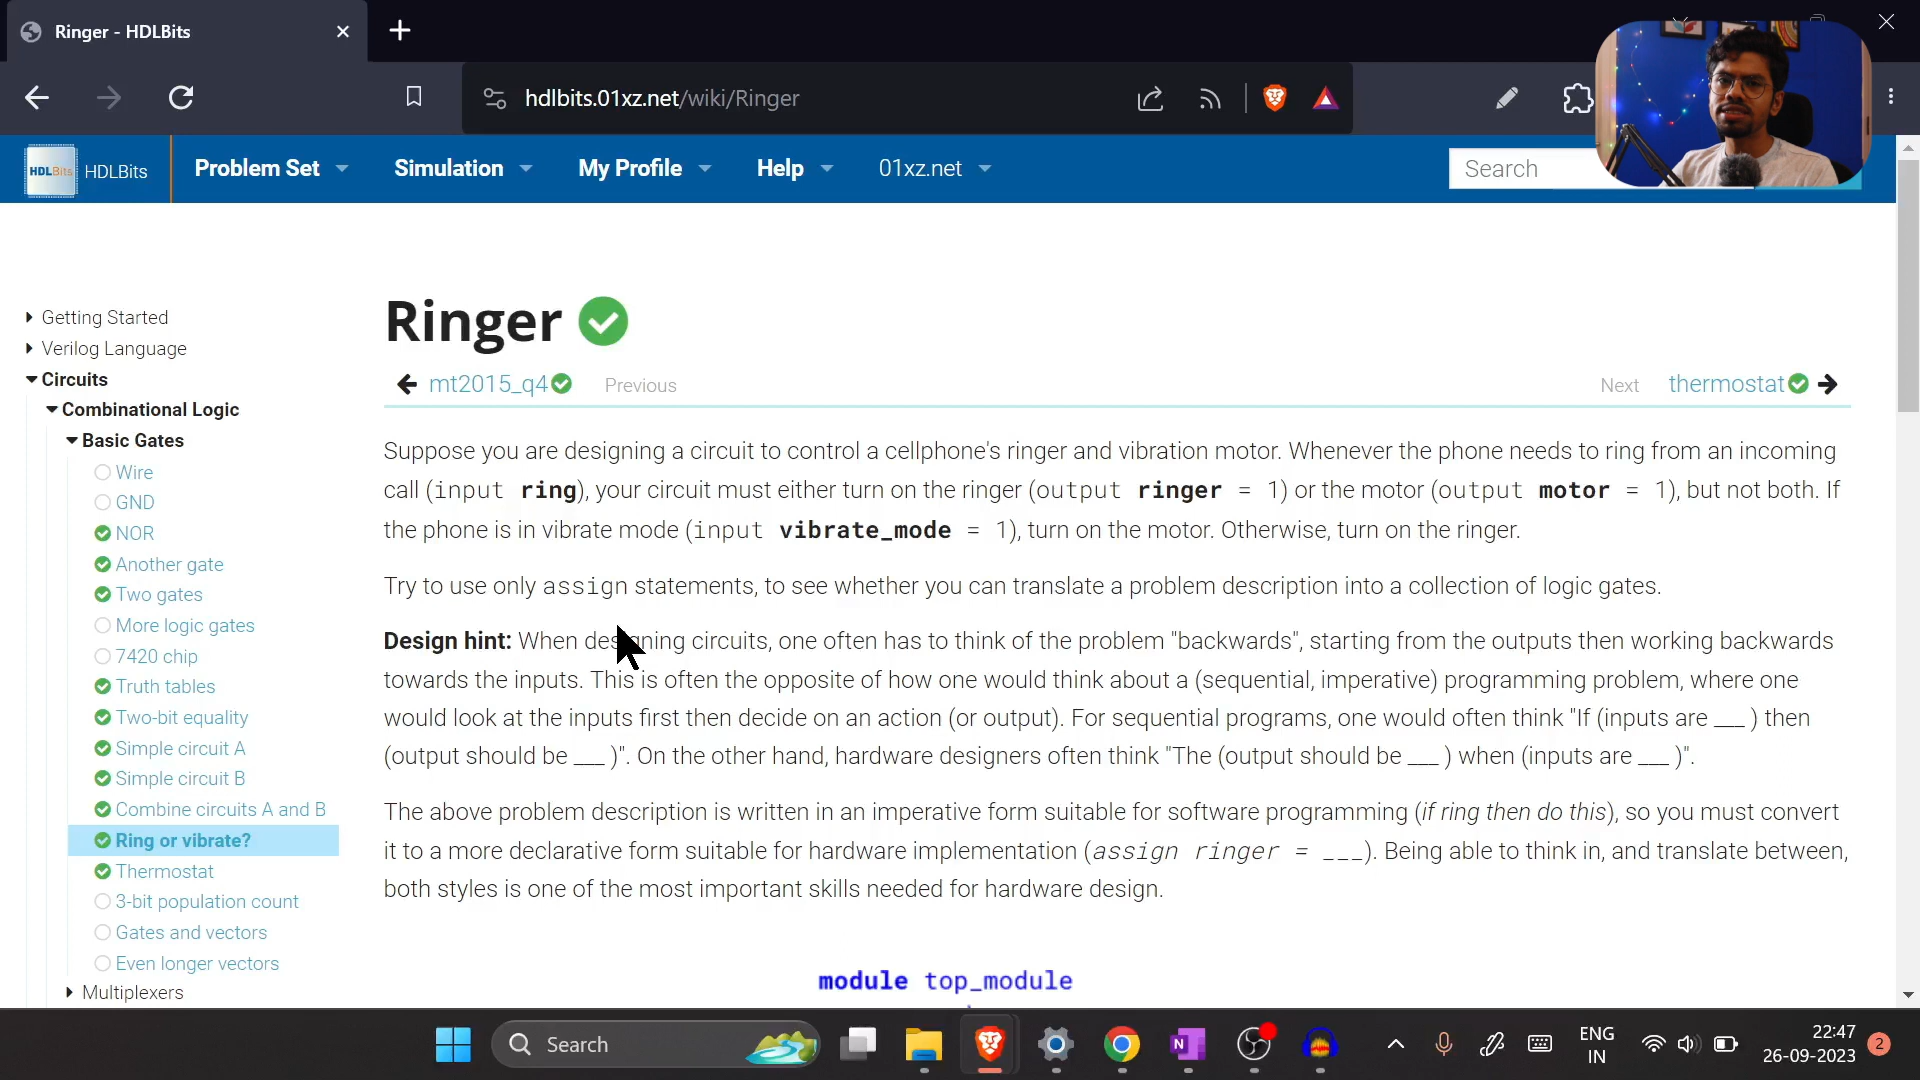 Ringer - HDLBits
hdlbits.01xz.net/wiki/Ringer
HDLBits
HDLBits
Problem Set
Simulation
My Profile
Help
01xz.net
Search
Getting Started
Verilog Language
Circuits
Combinational Logic
Basic Gates
Wire
GND
NOR
Another gate
Two gates
More logic gates
7420 chip
Truth tables
Two-bit equality
Simple circuit A
Simple circuit B
Combine circuits A and B
Ring or vibrate?
Thermostat
3-bit population count
Gates and vectors
Even longer vectors
Multiplexers
Ringer
mt2015_q4 Previous
Next thermostat
Suppose you are designing a circuit to control a cellphone's ringer and vibration motor. Whenever the phone needs to ring from an incoming
call (input ring), your circuit must either turn on the ringer (output ringer = 1) or the motor (output motor = 1), but not both. If
the phone is in vibrate mode (input vibrate_mode = 1), turn on the motor. Otherwise, turn on the ringer.
Try to use only assign statements, to see whether you can translate a problem description into a collection of logic gates.
Design hint: When designing circuits, one often has to think of the problem "backwards", starting from the outputs then working backwards
towards the inputs. This is often the opposite of how one would think about a (sequential, imperative) programming problem, where one
would look at the inputs first then decide on an action (or output). For sequential programs, one would often think "If (inputs are ___ ) then
(output should be ___ )". On the other hand, hardware designers often think "The (output should be ___ ) when (inputs are ___ )".
The above problem description is written in an imperative form suitable for software programming (if ring then do this), so you must convert
it to a more declarative form suitable for hardware implementation (assign ringer = ___). Being able to think in, and translate between,
both styles is one of the most important skills needed for hardware design.
module top_module
Search
ENG
IN
22:47
26-09-2023
2